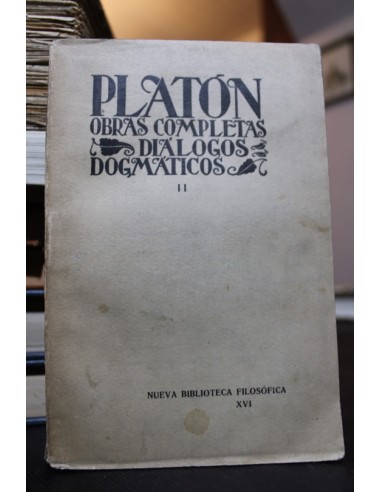 PLATÓN
OBRAS COMPLETAS
DIÁLOGOS
DOGMÁTICOS
II
NUEVA BIBLIOTECA FILOSÓFICA
XVI